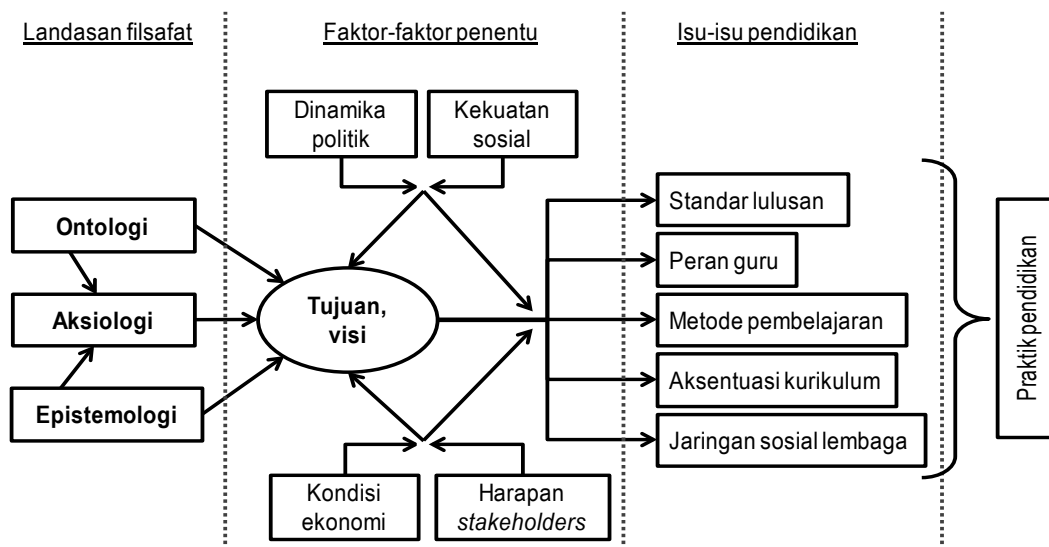 Landasan filsafat
Faktor-faktor penentu
Isu-isu pendidikan
Dinamika
politik
Kekuatan
sosial
Ontologi
Aksiologi
Epistemologi
Tujuan,
visi
Kondisi
ekonomi
Harapan
stakeholders
Standar lulusan
Peran guru
Metode pembelajaran
Aksentuasi kurikulum
Jaringan sosial lembaga
Praktik pendidikan